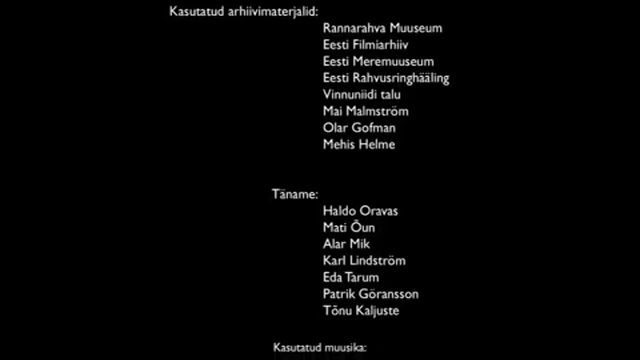 Kasutatud arhiivimaterjalid:
Rannarahva Muuseum
Eesti Filmiarhiiv
Eesti Meremuuseum
Eesti Rahvusringhääling
Vinnuniidi talu
Mai Malmström
Olar Gofman
Mehis Helme
Täname:
Haldo Oravas
Mati Õun
Alar Mik
Karl Lindström
Eda Tarum
Patrik Göransson
Tõnu Kaljuste
Kasutatud muusika: